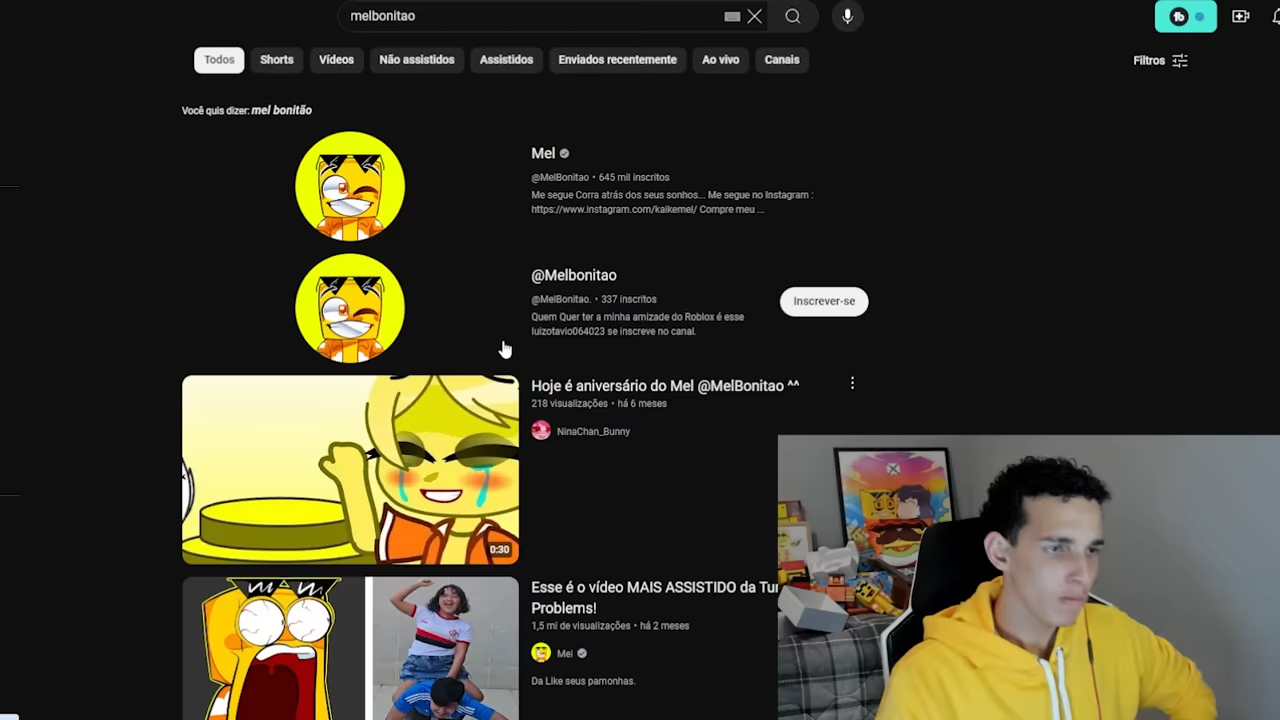 melbonitao
Todos
Shorts
Vídeos
Não assistidos
Assistidos
Enviados recentemente
Ao vivo
Canais
Filtros
Você quis dizer: mel bonitão
Mel
@MelBonitao • 645 mil inscritos
Me segue Corra atrás dos seus sonhos... Me segue no Instagram :
https://www.instagram.com/kaikemel/ Compre meu ...
@Melbonitao
@MelBonitao. • 337 inscritos
Quem Quer ter a minha amizade do Roblox é esse
luizotavio064023 se inscreve no canal.
Inscrever-se
Hoje é aniversário do Mel @MelBonitao ^^
218 visualizações • há 6 meses
NinaChan_Bunny
0:30
Esse é o vídeo MAIS ASSISTIDO da Tur
Problems!
1,5 mi de visualizações • há 2 meses
Mel
Da Like seus pamonhas.